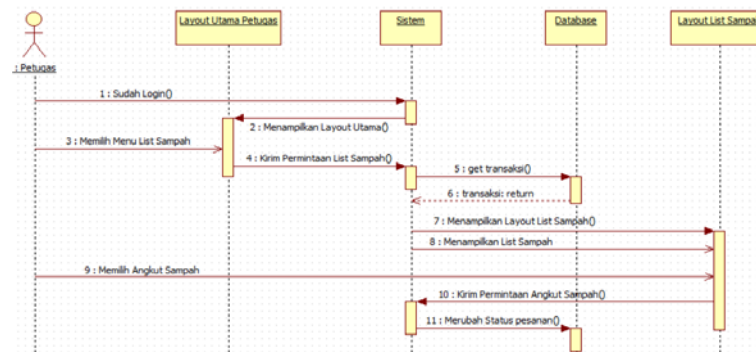 Layout Utama Petugas
Sistem
Database
Layout List Sampa
: Petugas
1 : Sudah Login()
2 : Menampilkan Layout Utama()
3 : Memilih Menu List Sampah
4 : Kirim Permintaan List Sampah()
5 : get transaksi()
6 : transaksi: return
7 : Menampilkan Layout List Sampah()
8 : Menampilkan List Sampah
9 : Memilih Angkut Sampah
10 : Kirim Permintaan Angkut Sampah()
11 : Merubah Status pesanan()